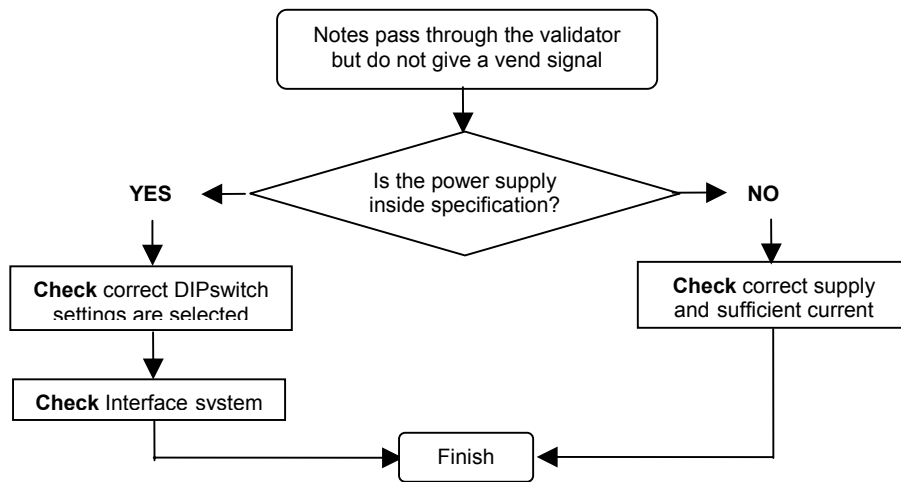 Notes pass through the validator
but do not give a vend signal
Is the power supply
inside specification?
YES
NO
Check correct DIPswitch
settings are selected
Check correct supply
and sufficient current
Check Interface system
Finish